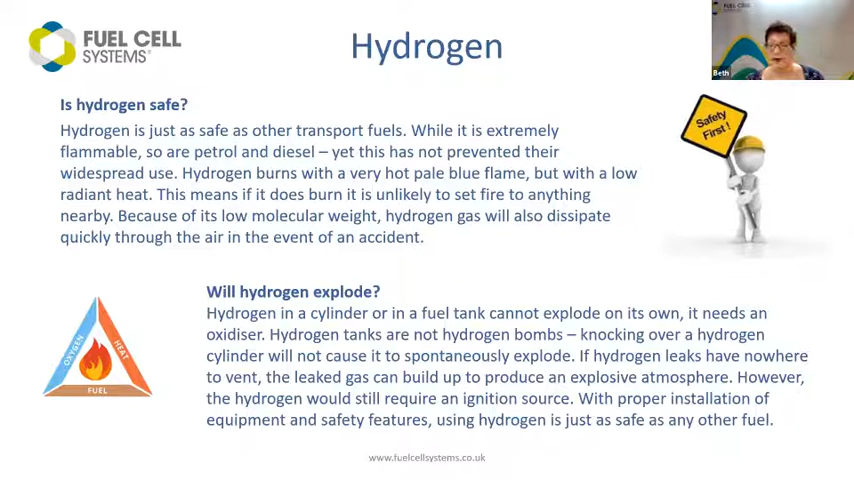 FUEL CELL
SYSTEMS
Hydrogen
Beth
Is hydrogen safe?
Hydrogen is just as safe as other transport fuels. While it is extremely
flammable, so are petrol and diesel – yet this has not prevented their
widespread use. Hydrogen burns with a very hot pale blue flame, but with a low
radiant heat. This means if it does burn it is unlikely to set fire to anything
nearby. Because of its low molecular weight, hydrogen gas will also dissipate
quickly through the air in the event of an accident.
Safety
First !
Will hydrogen explode?
Hydrogen in a cylinder or in a fuel tank cannot explode on its own, it needs an
oxidiser. Hydrogen tanks are not hydrogen bombs – knocking over a hydrogen
cylinder will not cause it to spontaneously explode. If hydrogen leaks have nowhere
to vent, the leaked gas can build up to produce an explosive atmosphere. However,
the hydrogen would still require an ignition source. With proper installation of
equipment and safety features, using hydrogen is just as safe as any other fuel.
OXYGEN
HEAT
FUEL
www.fuelcellsystems.co.uk